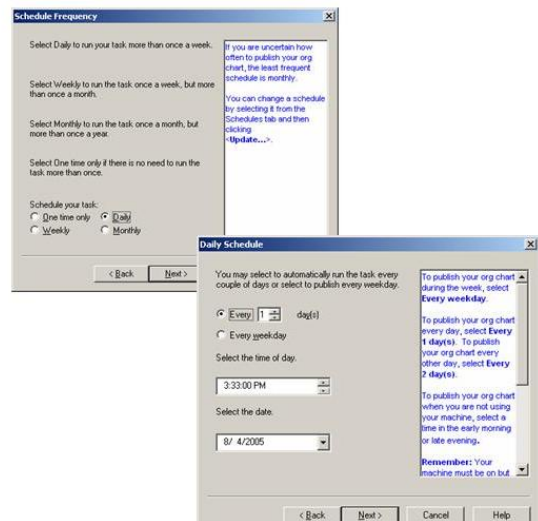 Schedule Frequency
Select Daily to run your task more than once a week.
Select Weekly to run the task once a week, but more
than once a month.
Select Monthly to run the task once a month, but
more than once a year.
Select One time only if there is no need to run the
task more than once.
Schedule your task:
One time only Daily
Weekly Monthly
< Back Next >
If you are uncertain how
often to publish your org
chart, the least frequent
schedule is monthly.
You can change a schedule
by selecting it from the
Schedules tab and then
clicking
<Update...>.
Daily Schedule
You may select to automatically run the task every
couple of days or select to publish every weekday.
Every 1 day(s)
Every weekday
Select the time of day.
3:33:00 PM
Select the date.
8/ 4/2005
To publish your org chart
during the week, select
Every weekday.
To publish your org chart
every day, select Every
1 day(s). To publish
your org chart every
other day, select Every
2 day(s).
To publish your org chart
when you are not using
your machine, select a
time in the early morning
or late evening.
Remember: Your
machine must be on but
< Back Next > Cancel Help